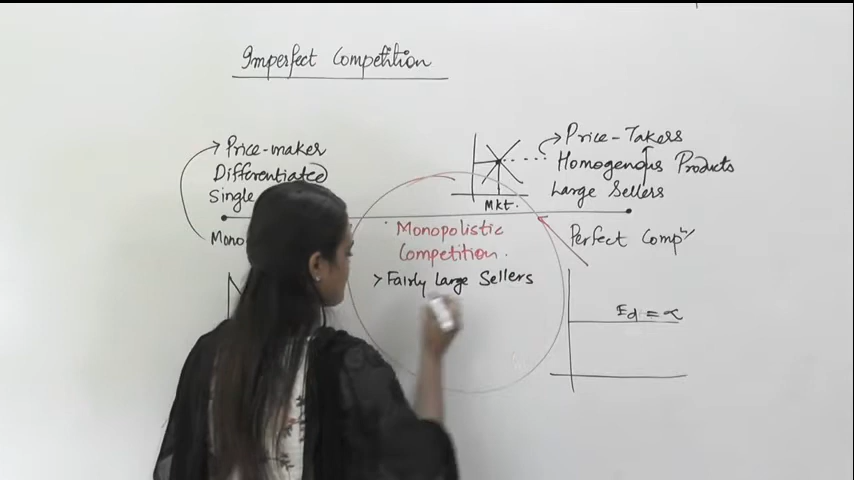 Imperfect Competition
Price-maker
Differentiated
Single
Price-Takers
Homogenous Products
Large Sellers
Mkt.
Monopolistic
Competition.
> Fairly Large Sellers
Perfect Comp
Ed = ∝